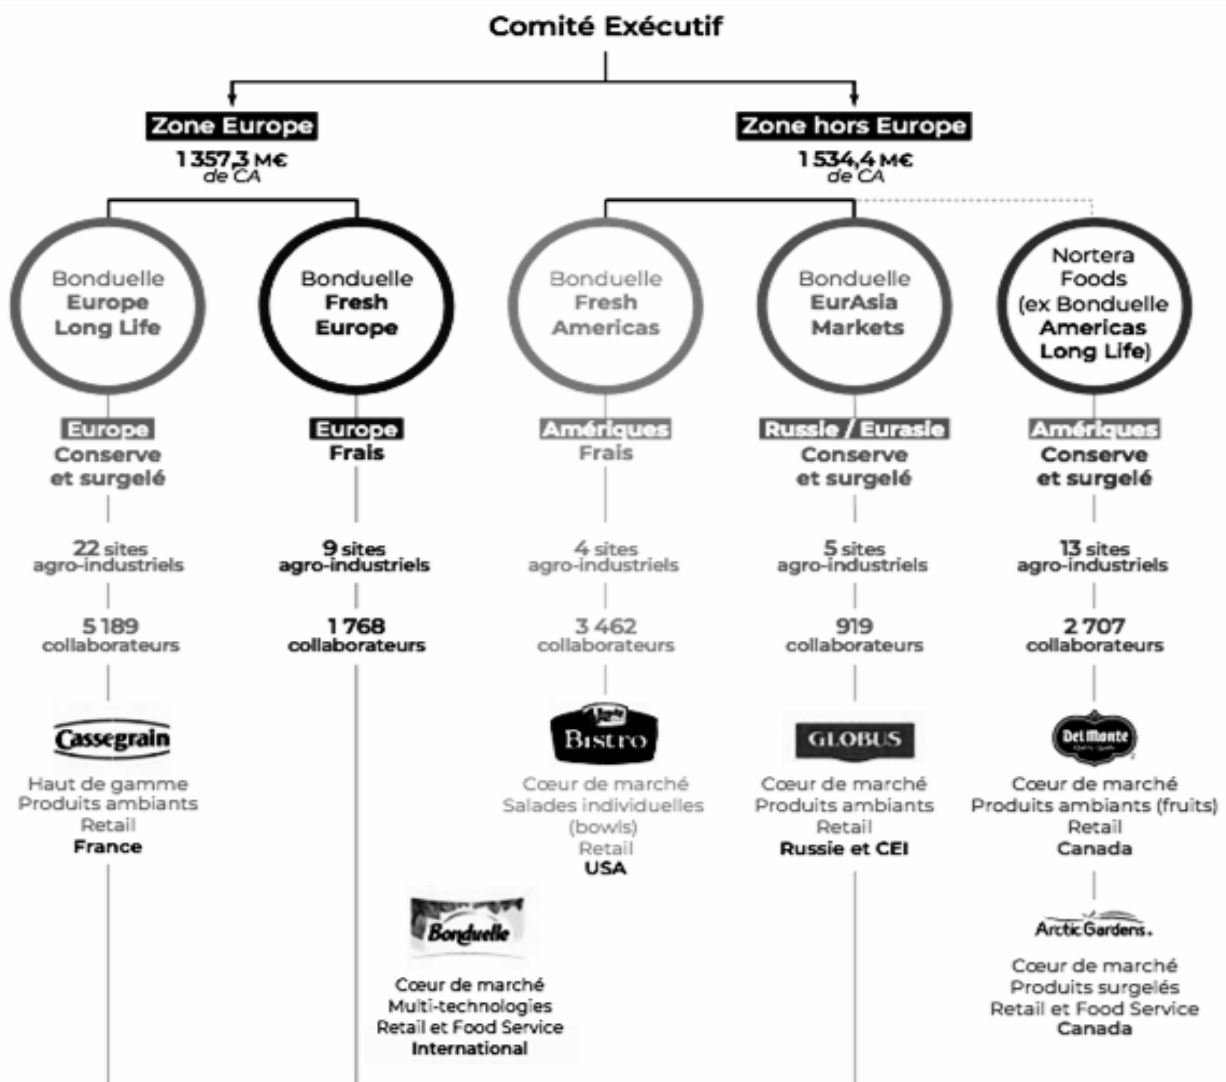 Comité Exécutif
Zone Europe
1 357,3 M€
de CA
Zone hors Europe
1 534,4 M€
de CA
Bonduelle
Europe
Long Life
Europe
Conserve
et surgelé
22 sites
agro-industriels
5 189
collaborateurs
Cassegrain
Haut de gamme
Produits ambiants
Retail
France
Bonduelle
Fresh
Europe
Europe
Frais
9 sites
agro-industriels
1 768
collaborateurs
Bonduelle
Cœur de marché
Multi-technologies
Retail et Food Service
International
Bonduelle
Fresh
Americas
Amériques
Frais
4 sites
agro-industriels
3 462
collaborateurs
Bistro
Cœur de marché
Salades individuelles
(bowls)
Retail
USA
Bonduelle
EurAsia
Markets
Russie / Eurasie
Conserve
et surgelé
5 sites
agro-industriels
919
collaborateurs
GLOBUS
Cœur de marché
Produits ambiants
Retail
Russie et CEI
Nortera
Foods
(ex Bonduelle
Americas
Long Life)
Amériques
Conserve
et surgelé
13 sites
agro-industriels
2 707
collaborateurs
Del Monte
Cœur de marché
Produits ambiants (fruits)
Retail
Canada
Arctic Gardens
Cœur de marché
Produits surgelés
Retail et Food Service
Canada